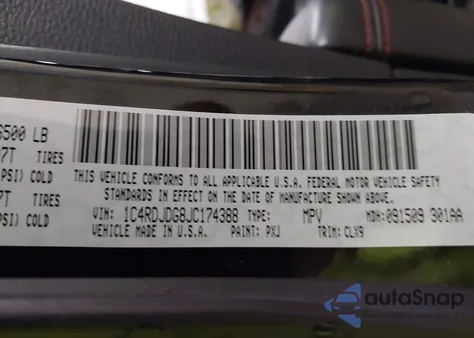 6500 LB
7T TIRES
PSI) COLD
7T TIRES
PSI) COLD
THIS VEHICLE CONFORMS TO ALL APPLICABLE U.S.A. FEDERAL MOTOR VEHICLE SAFETY
STANDARDS IN EFFECT ON THE DATE OF MANUFACTURE SHOWN ABOVE.
VIN: 1C4RDJDG8JC174388 TYPE: MPV MDH: 091509 301AA
VEHICLE MADE IN U.S.A. PAINT: PXJ TRIM: CLX9
autoSnap